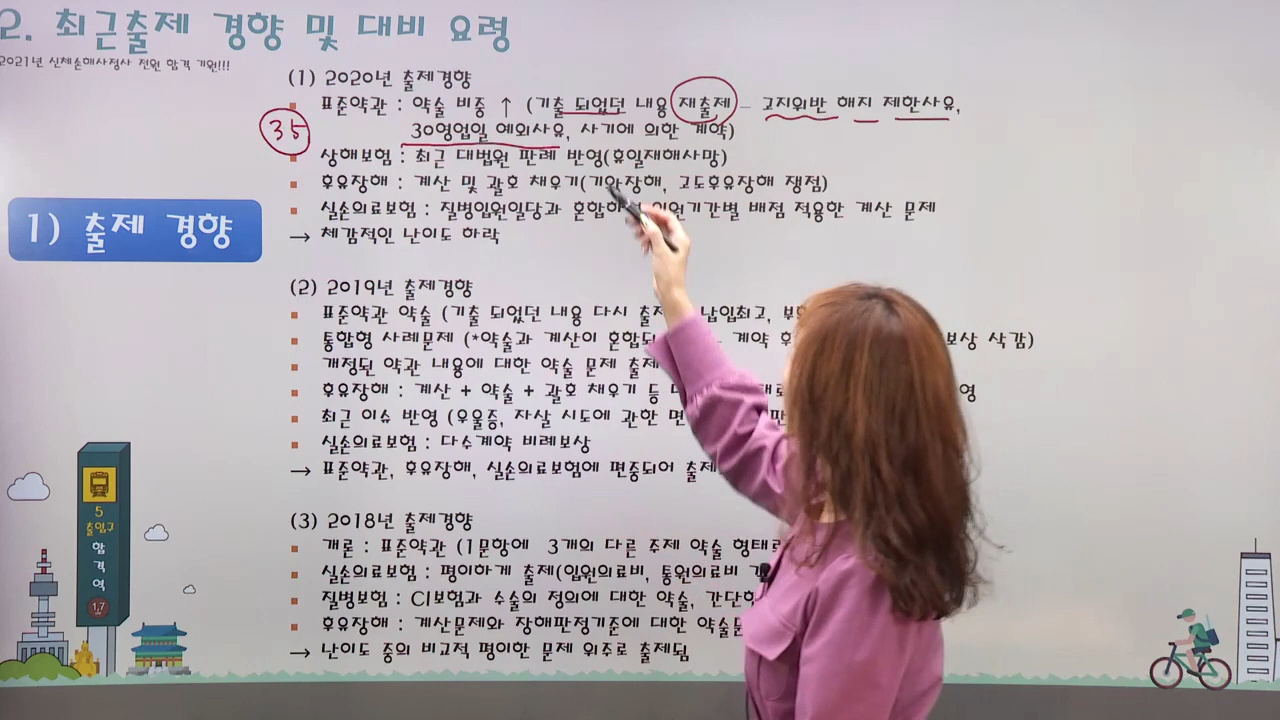 2. 최근출제 경향 및 대비 요령
2021년 신체손해사정사 전원 합격 기원!!!
(1) 2020년 출제경향
표준약관 : 약술 비중 ↑ (기출 되었던 내용 재출제 - 고지위반 해지 제한사유,
35
30영업일 예외사유, 사기에 의한 계약)
상해보험 : 최근 대법원 판례 반영(휴일재해사망)
후유장해 : 계산 및 괄호 채우기(기왕장해, 고도후유장해 쟁점)
실손의료보험 : 질병입원일당과 혼합하 입원기간별 배점 적용한 계산 문제
→ 체감적인 난이도 하락
1) 출제 경향
(2) 2019년 출제경향
표준약관 약술 (기출 되었던 내용 다시 출제 납입최고,
통합형 사례문제 (*약술과 계산이 혼합되 계약 후 보상 삭감)
개정된 약관 내용에 대한 약술 문제 출제
후유장해 : 계산 + 약술 + 괄호 채우기 등
최근 이슈 반영 (우울증, 자살 시도에 관한 면
실손의료보험 : 다수계약 비례보상
→ 표준약관, 후유장해, 실손의료보험에 편중되어 출제
(3) 2018년 출제경향
개론 : 표준약관 (1문항에 3개의 다른 주제 약술 형태로
실손의료보험 : 평이하게 출제(입원의료비, 통원의료비
질병보험 : CI보험과 수술의 정의에 대한 약술, 간단한
후유장해 : 계산문제와 장해판정기준에 대한 약술문
→ 난이도 중의 비교적 평이한 문제 위주로 출제됨
5
출입구
합
격
역
17